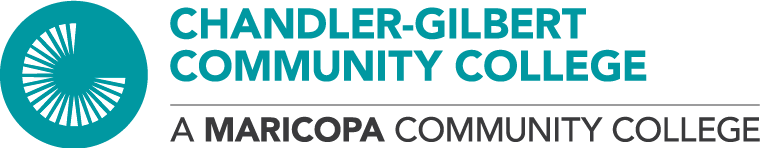 CHANDLER-GILBERT
COMMUNITY COLLEGE
A MARICOPA COMMUNITY COLLEGE